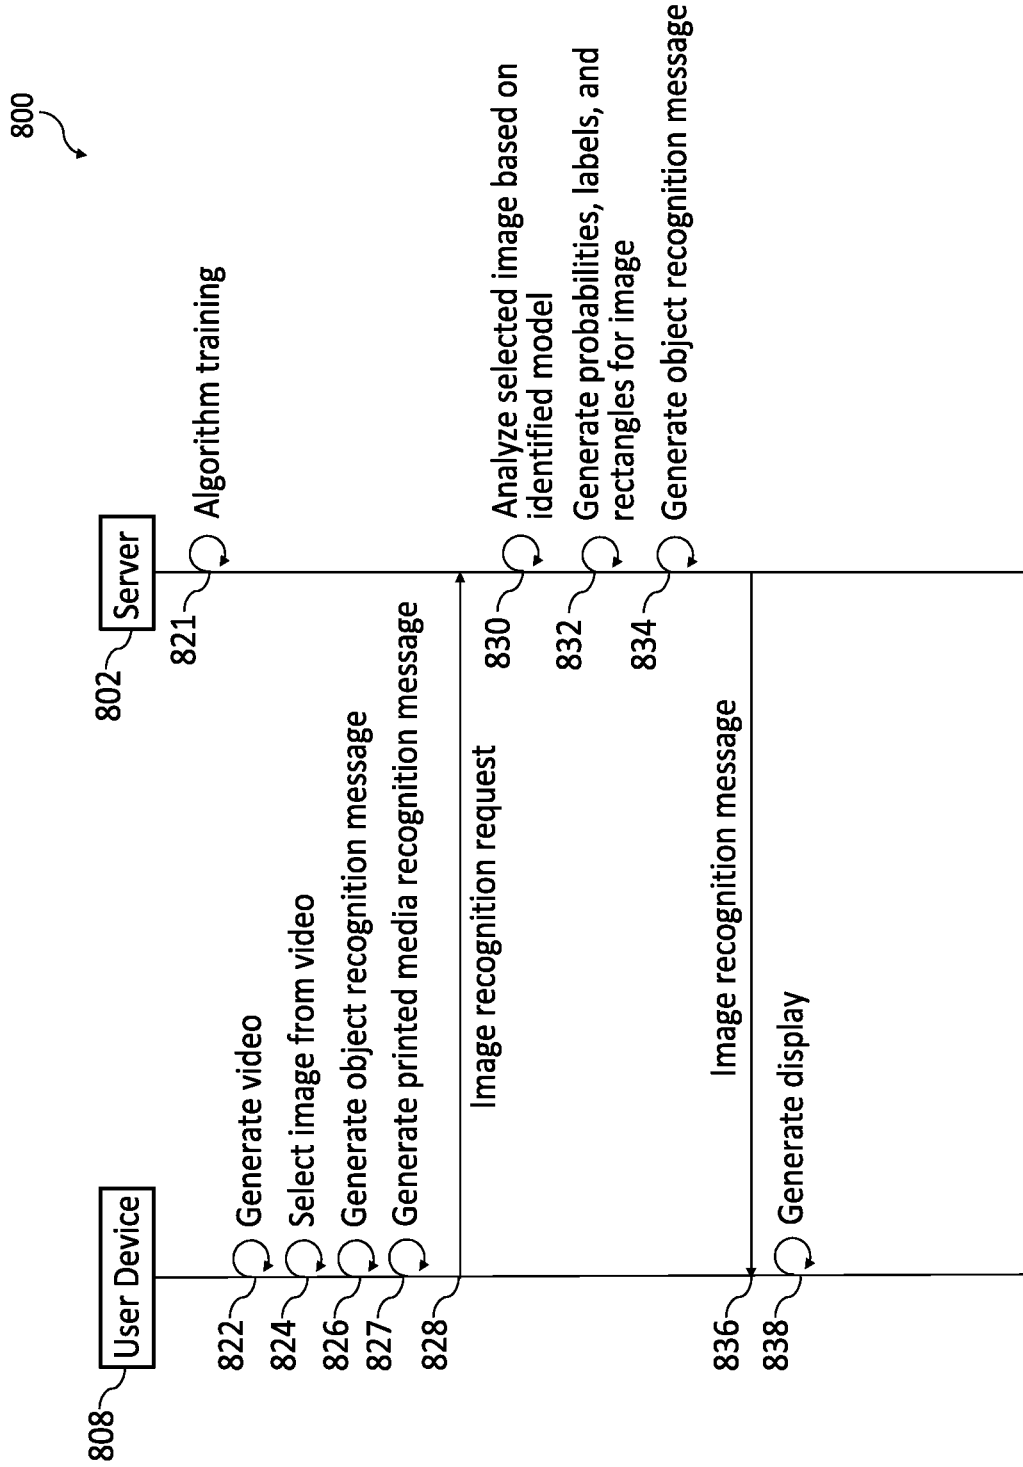 800
User Device
808
Server
802
821
Algorithm training
822
Generate video
824
Select image from video
826
Generate object recognition message
827
Generate printed media recognition message
828
Image recognition request
830
Analyze selected image based on
identified model
832
Generate probabilities, labels, and
rectangles for image
834
Generate object recognition message
836
Image recognition message
838
Generate display